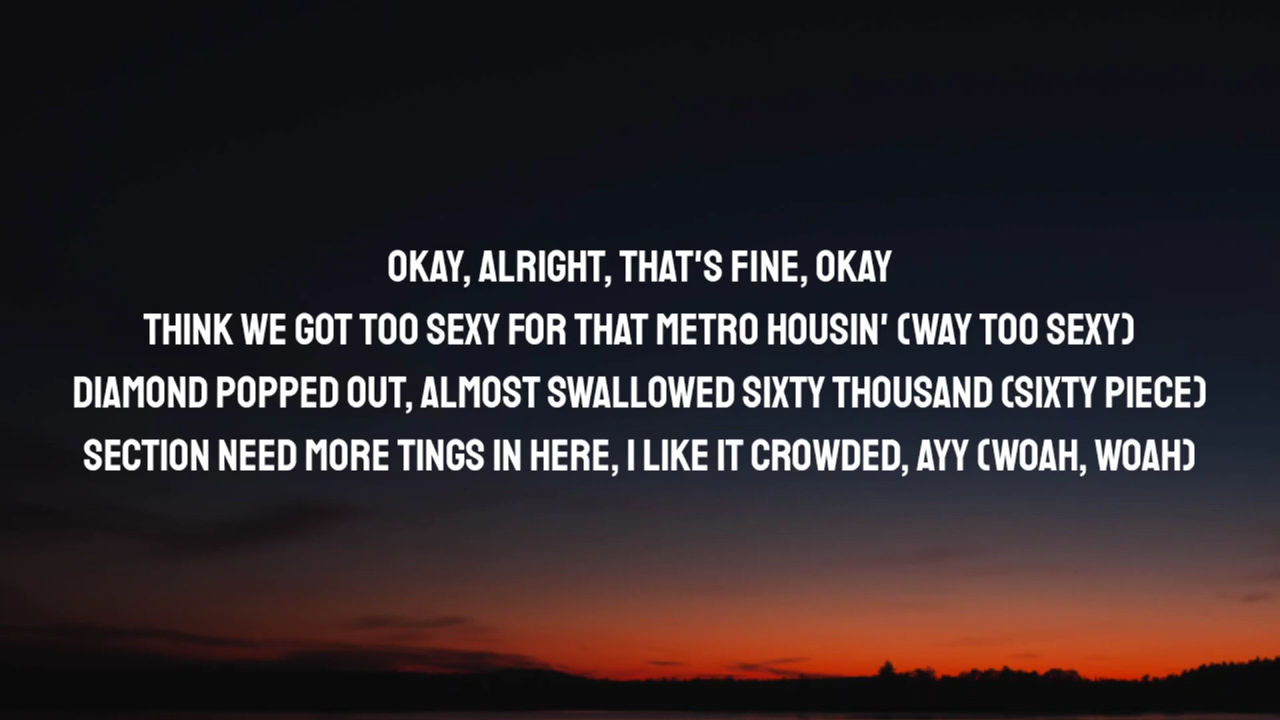 OKAY, ALRIGHT, THAT'S FINE, OKAY
THINK WE GOT TOO SEXY FOR THAT METRO HOUSIN' (WAY TOO SEXY)
DIAMOND POPPED OUT, ALMOST SWALLOWED SIXTY THOUSAND (SIXTY PIECE)
SECTION NEED MORE TINGS IN HERE, I LIKE IT CROWDED, AYY (WOAH, WOAH)